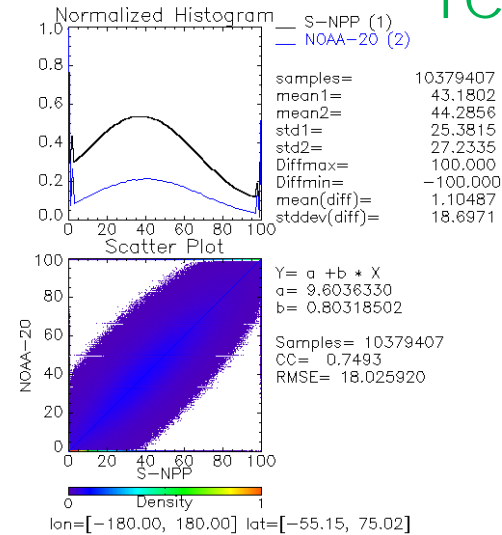 TC
Normalized Histogram
S-NPP (1)
NOAA-20 (2)
1.0
0.8
0.6
0.4
0.2
0.0
0 20 40 60 80 100
samples= 10379407
mean1= 43.1802
mean2= 44.2856
std1= 25.3815
std2= 27.2335
Diffmax= 100.000
Diffmin= -100.000
mean(diff)= 1.10487
stddev(diff)= 18.6971
Scatter Plot
100
80
60
40
20
0
NOAA-20
0 20 40 60 80 100
S-NPP
Y= a +b * X
a= 9.6036330
b= 0.80318502
Samples= 10379407
CC= 0.7493
RMSE= 18.025920
0 Density 1
lon=[-180.00, 180.00] lat=[-55.15, 75.02]